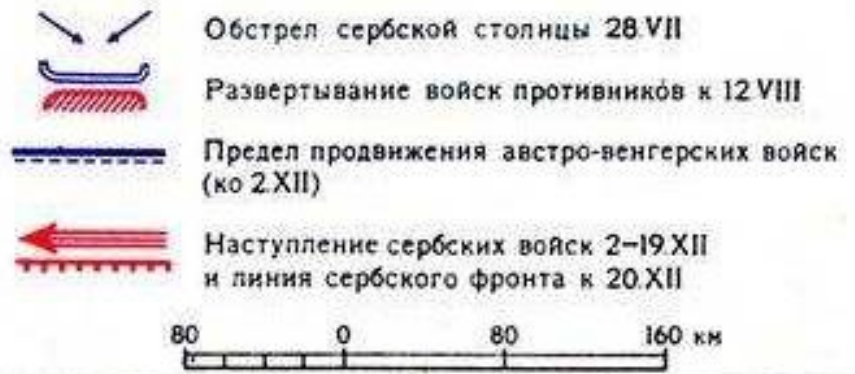 Обстрел сербской столицы 28.VII
Развертывание войск противников к 12 VIII
Предел продвижения австро-венгерских войск
(ко 2.XII)
Наступление сербских войск 2–19.XII
и линия сербского фронта к 20.XII
80 0 80 160 км